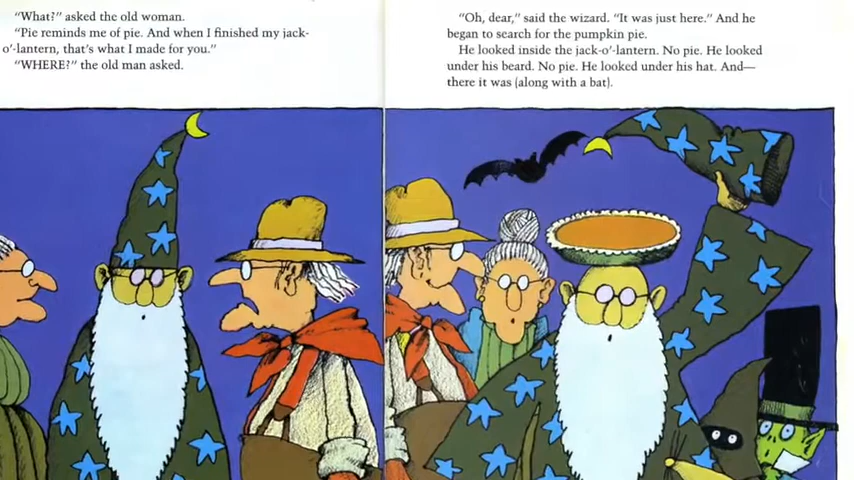 "What?" asked the old woman.
"Pie reminds me of pie. And when I finished my jack-
o'-lantern, that's what I made for you."
"WHERE?" the old man asked.
"Oh, dear," said the wizard. "It was just here." And he
began to search for the pumpkin pie.
He looked inside the jack-o'-lantern. No pie. He looked
under his beard. No pie. He looked under his hat. And—
there it was (along with a bat).